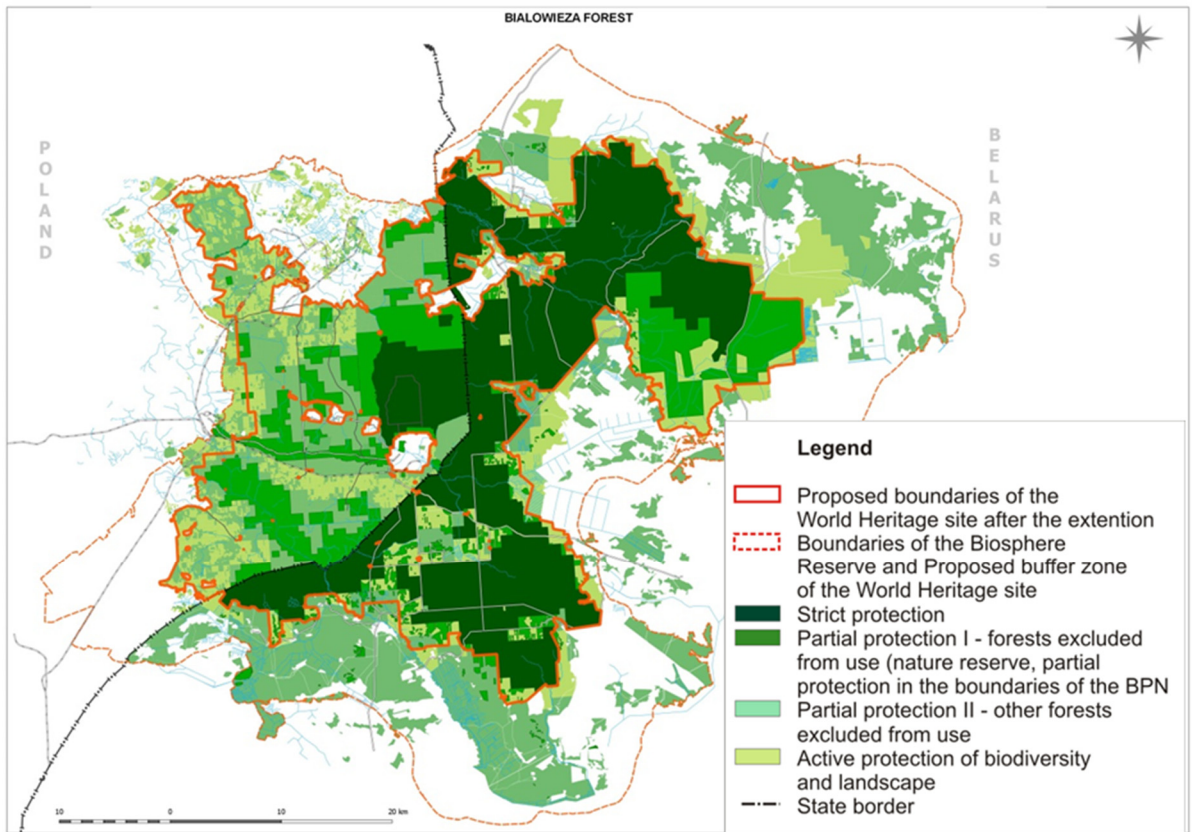 BIALOWIEZA FOREST
POLAND
BELARUS
Legend
Proposed boundaries of the
World Heritage site after the extention
Boundaries of the Biosphere
Reserve and Proposed buffer zone
of the World Heritage site
Strict protection
Partial protection I - forests excluded
from use (nature reserve, partial
protection in the boundaries of the BPN
Partial protection II - other forests
excluded from use
Active protection of biodiversity
and landscape
State border
10 0 10 20 km